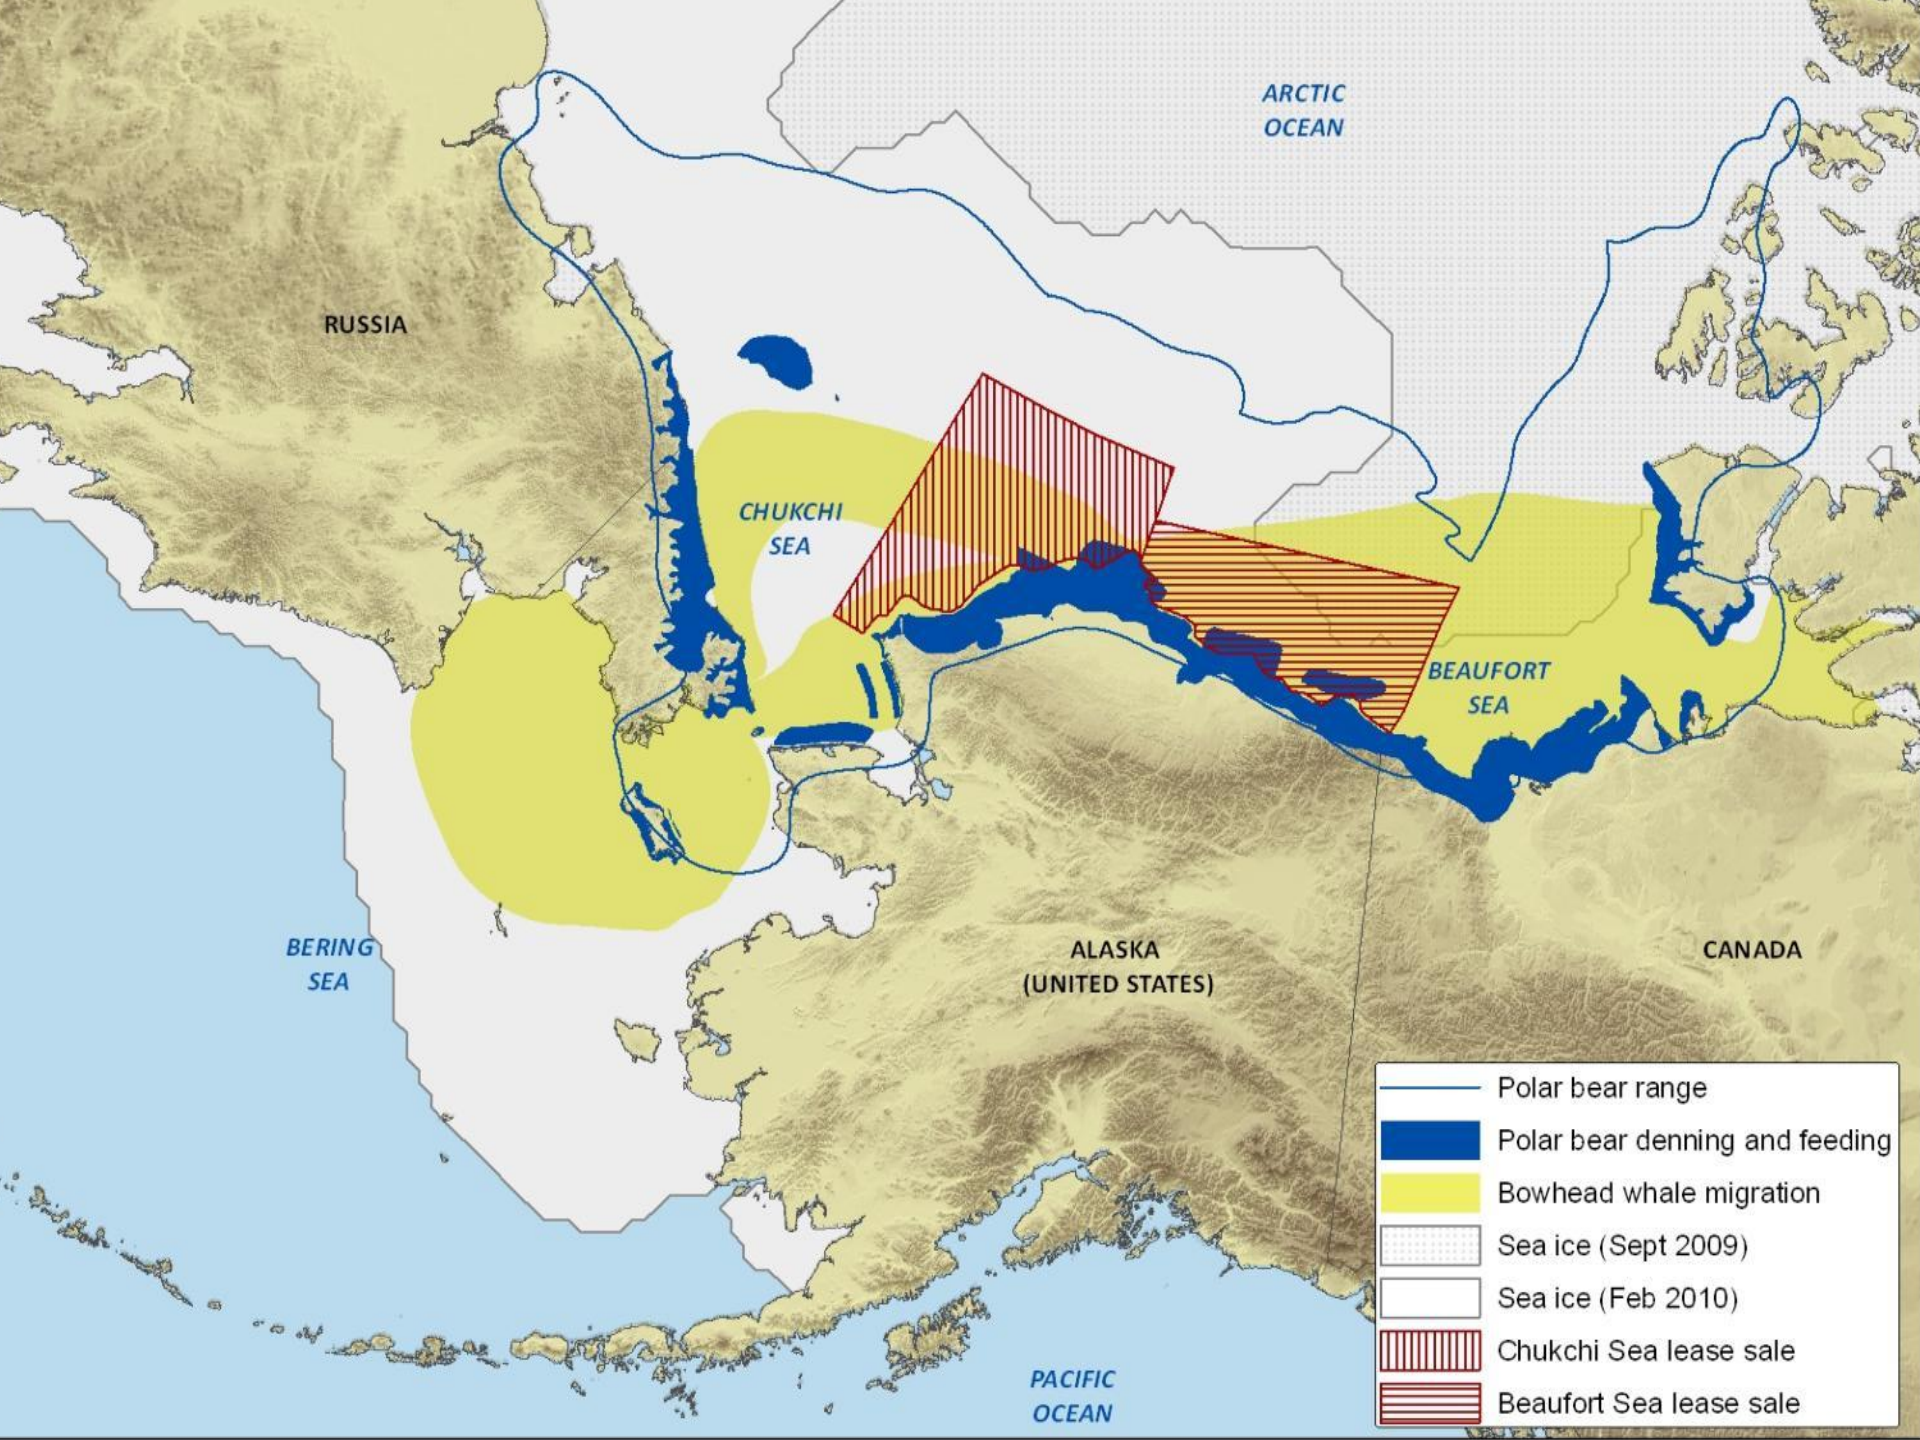 ARCTIC
OCEAN
RUSSIA
CHUKCHI
SEA
BEAUFORT
SEA
BERING
SEA
ALASKA
(UNITED STATES)
CANADA
PACIFIC
OCEAN
Polar bear range
Polar bear denning and feeding
Bowhead whale migration
Sea ice (Sept 2009)
Sea ice (Feb 2010)
Chukchi Sea lease sale
Beaufort Sea lease sale